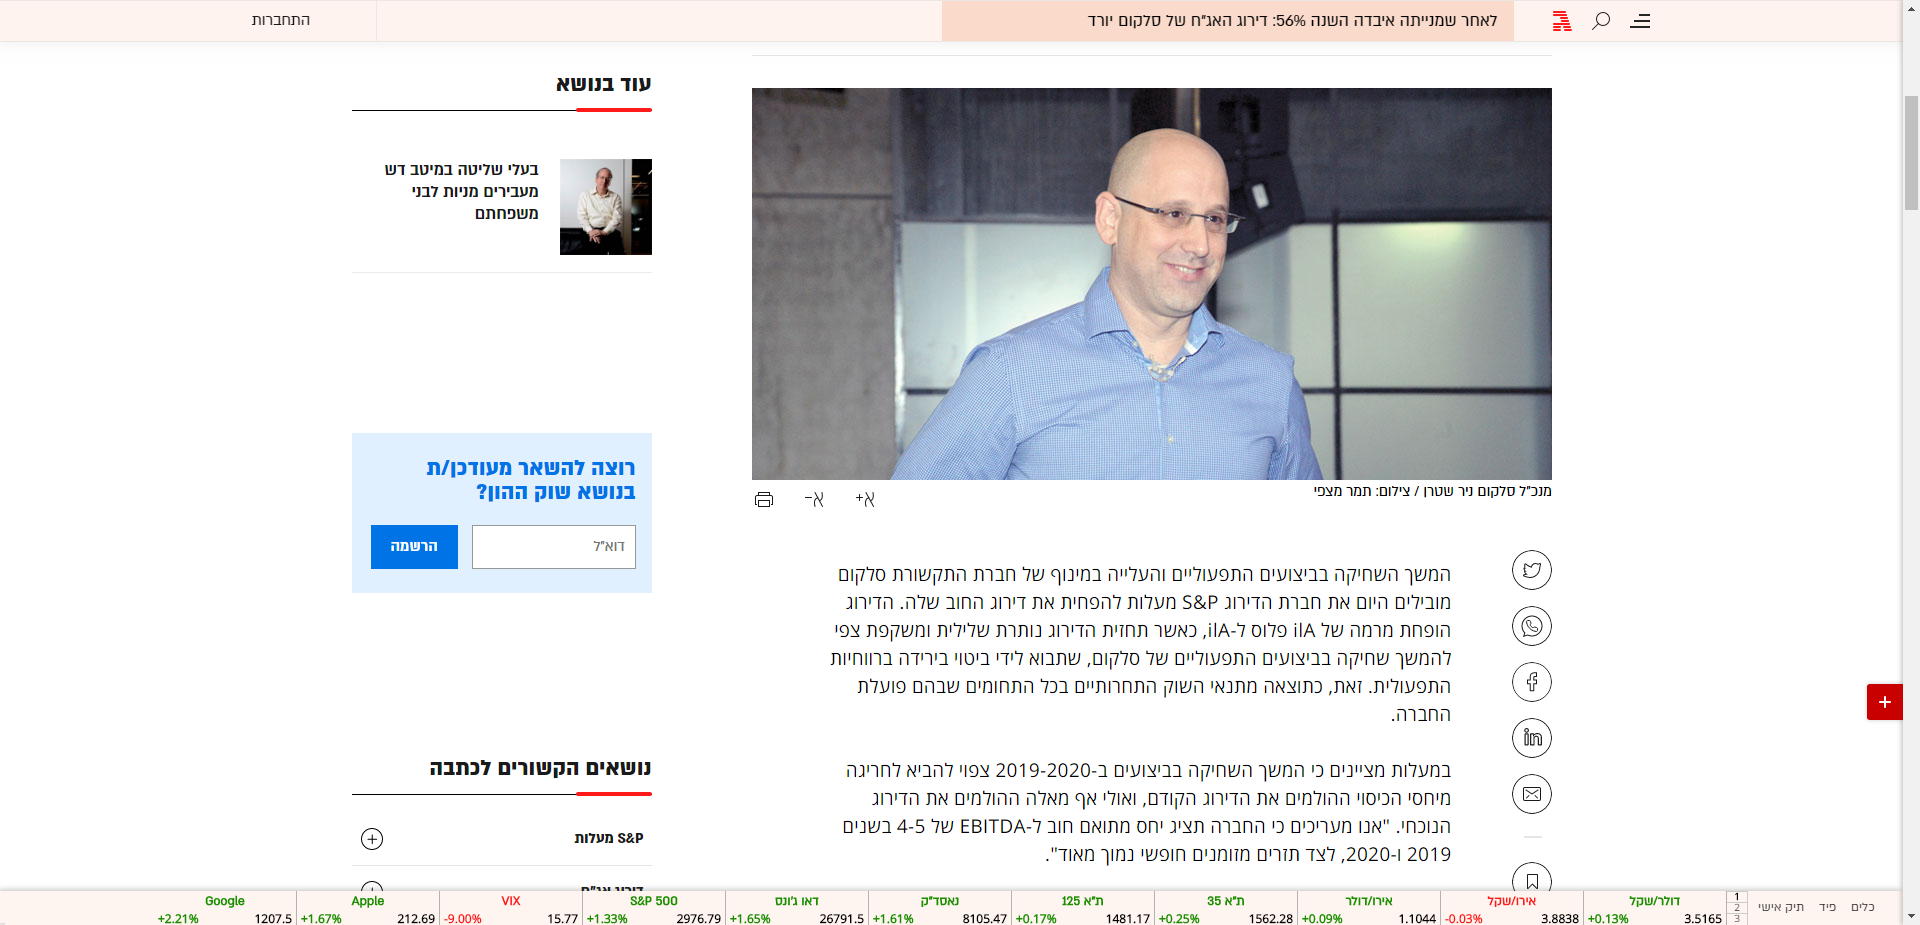 לאחר שמנייתה איבדה השנה 56%: דירוג האג"ח של סלקום יורד
התחברות
מנכ"ל סלקום ניר שטרן / צילום: תמר מצפי
א+
א-
המשך השחיקה בביצועים התפעוליים והעלייה במינוף של חברת התקשורת סלקום
מובילים היום את חברת הדירוג S&P מעלות להפחית את דירוג החוב שלה. הדירוג
הופחת מרמה של ilA פלוס ל-ilA, כאשר תחזית הדירוג נותרת שלילית ומשקפת צפי
להמשך שחיקה בביצועים התפעוליים של סלקום, שתבוא לידי ביטוי בירידה ברווחיות
התפעולית. זאת, כתוצאה מתנאי השוק התחרותיים בכל התחומים שבהם פועלת
החברה.
במעלות מציינים כי המשך השחיקה בביצועים ב-2019-2020 צפוי להביא לחריגה
מיחסי הכיסוי ההולמים את הדירוג הקודם, ואולי אף מאלה ההולמים את הדירוג
הנוכחי. "אנו מעריכים כי החברה תציג יחס מתואם חוב ל-EBITDA של 4-5 בשנים
2019 ו-2020, לצד תזרים מזומנים חופשי נמוך מאוד".
עוד בנושא
בעלי שליטה במיטב דש
מעבירים מניות לבני
משפחתם
רוצה להשאר מעודכן/ת
בנושא שוק ההון?
דוא"ל
הרשמה
נושאים הקשורים לכתבה
S&P מעלות
דירוג אג"ח
כלים
פיד
תיק אישי
1
2
3
דולר/שקל
3.5165 +0.13%
אירו/שקל
3.8838 -0.03%
אירו/דולר
1.1044 +0.09%
ת"א 35
1562.28 +0.25%
ת"א 125
1481.17 +0.17%
נאסד"ק
8105.47 +1.61%
דאו ג'ונס
26791.5 +1.65%
S&P 500
2976.79 +1.33%
VIX
15.77 -9.00%
Apple
212.69 +1.67%
Google
1207.5 +2.21%